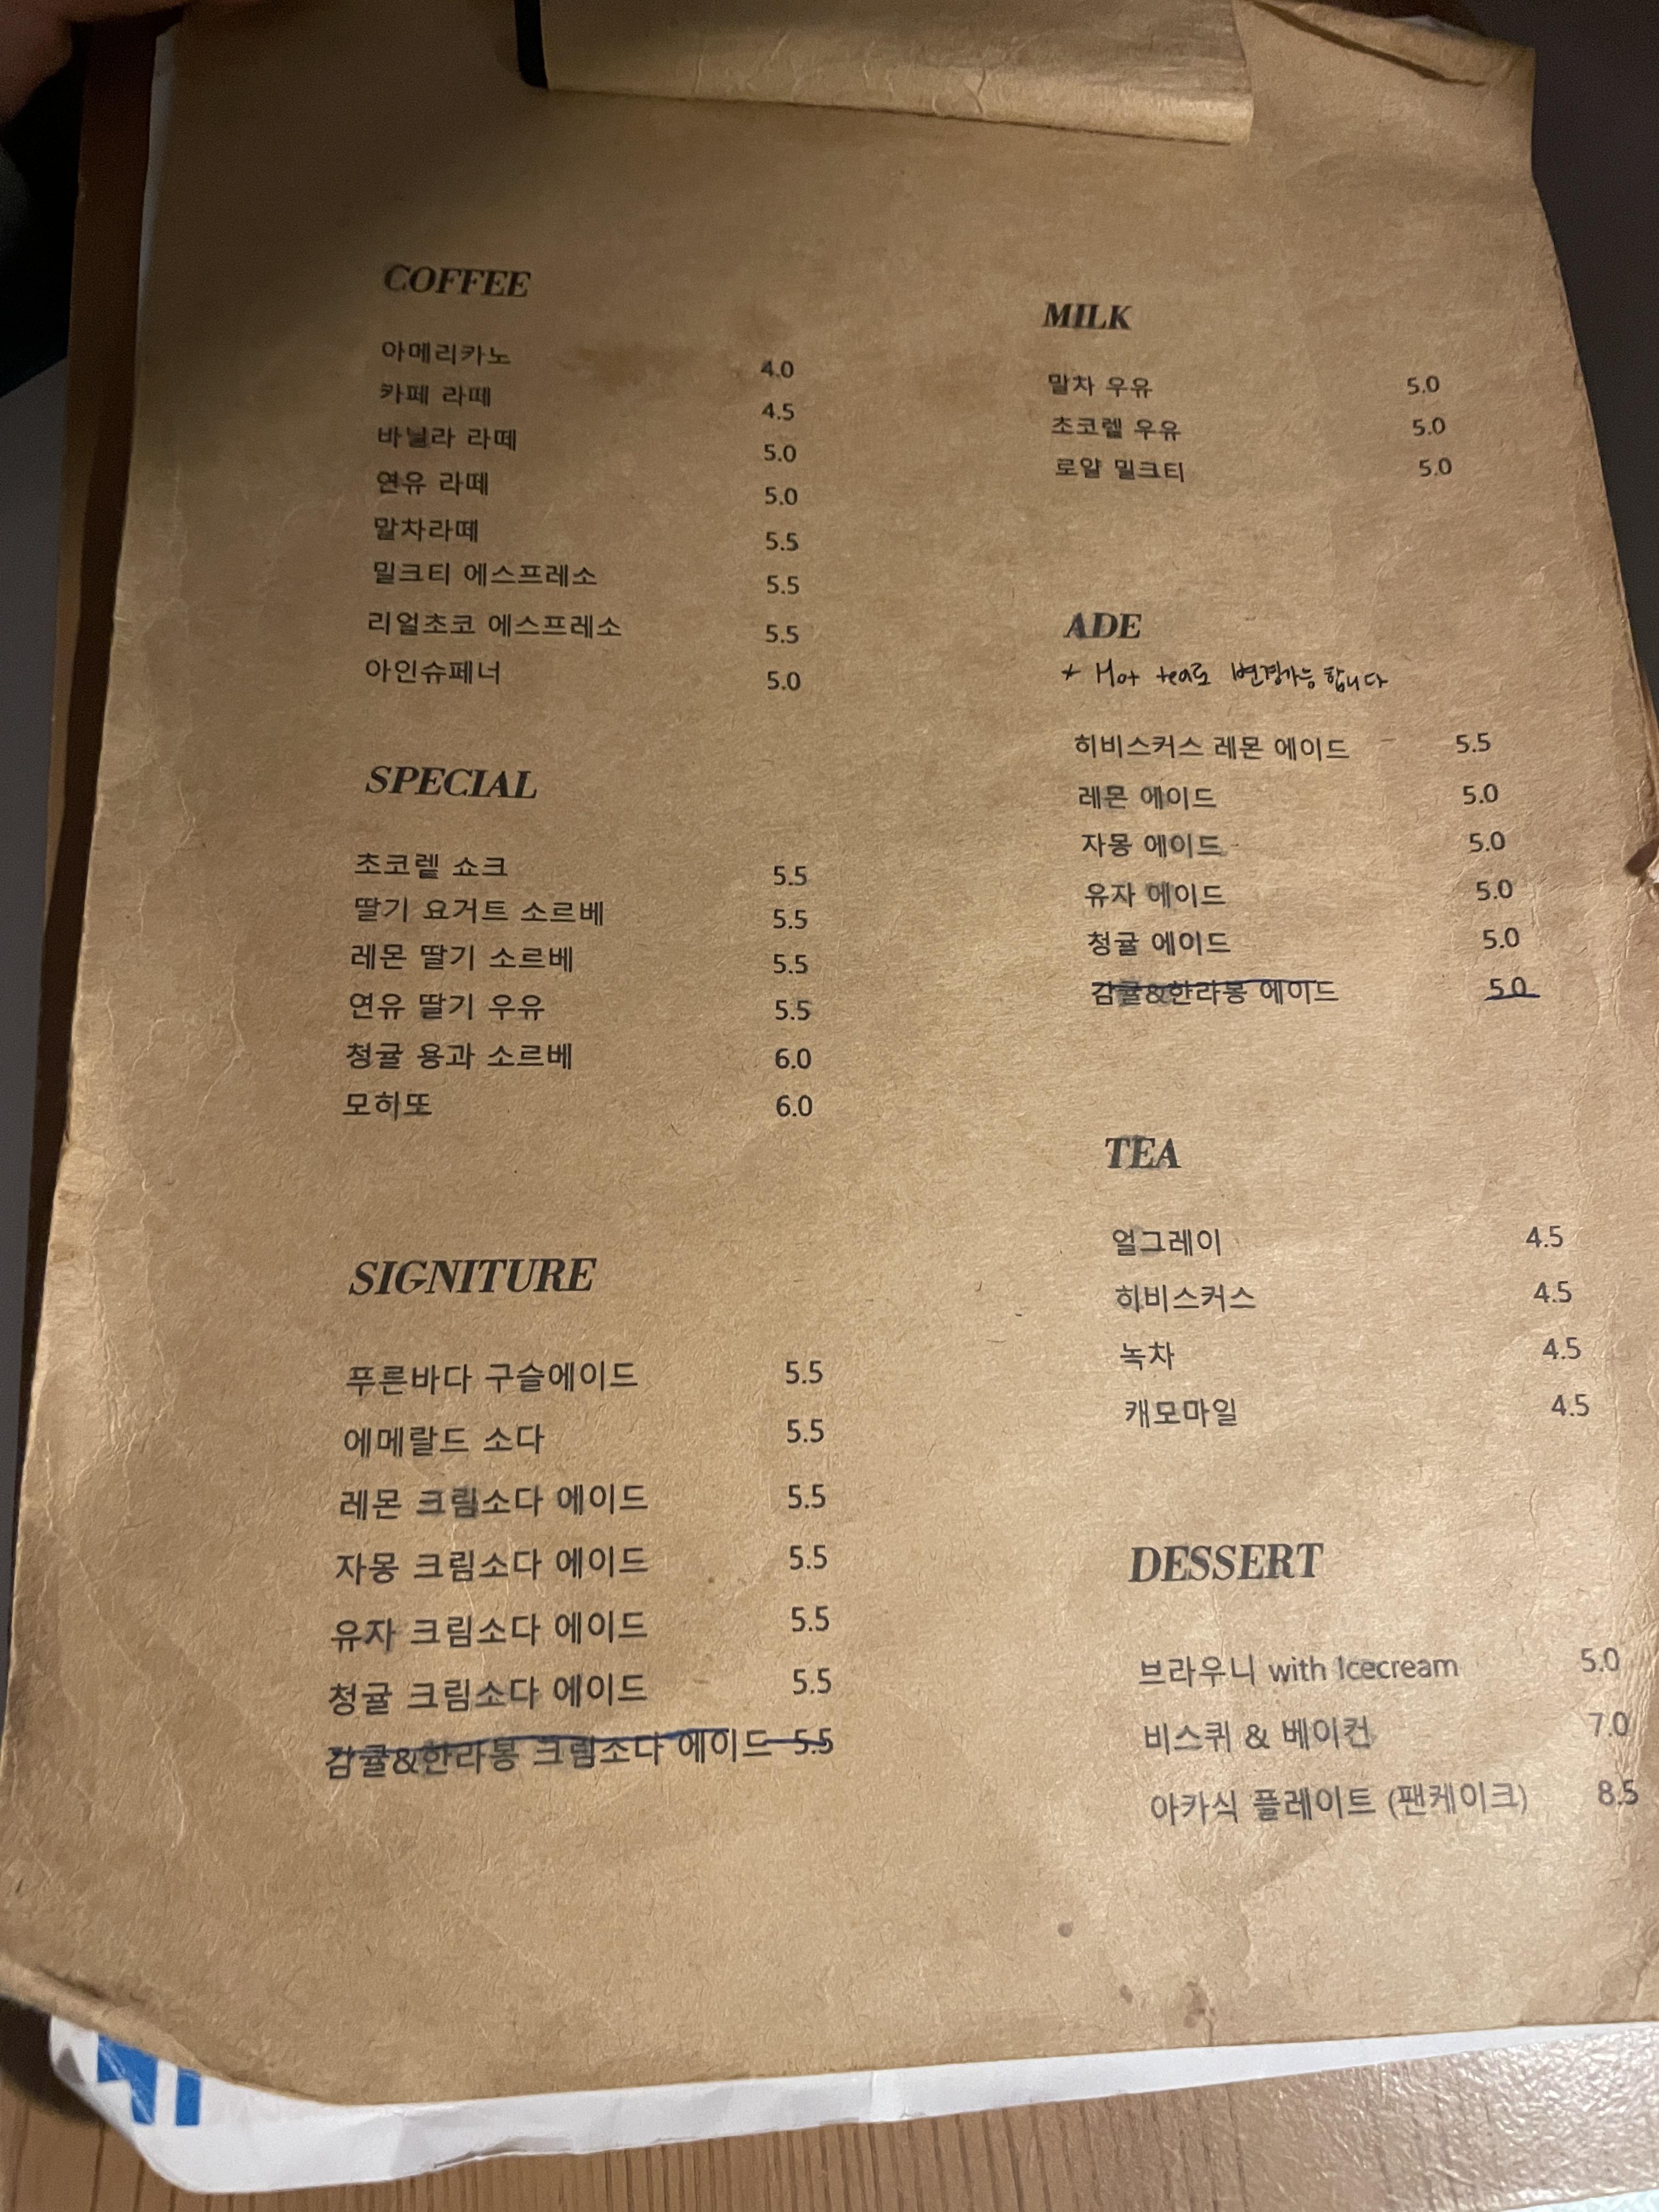 COFFEE
아메리카노 4.0
카페 라떼 4.5
바닐라 라떼 5.0
연유 라떼 5.0
말차라떼 5.5
밀크티 에스프레소 5.5
리얼초코 에스프레소 5.5
아인슈페너 5.0
SPECIAL
초코렡 쇼크 5.5
딸기 요거트 소르베 5.5
레몬 딸기 소르베 5.5
연유 딸기 우유 5.5
청귤 용과 소르베 6.0
모히또 6.0
SIGNITURE
푸른바다 구슬에이드 5.5
에메랄드 소다 5.5
레몬 크림소다 에이드 5.5
자몽 크림소다 에이드 5.5
유자 크림소다 에이드 5.5
청귤 크림소다 에이드 5.5
감귤&한라봉 크림소다 에이드 5.5
MILK
말차 우유 5.0
초코렡 우유 5.0
로얄 밀크티 5.0
ADE
* Hot tea로 변경가능합니다
히비스커스 레몬 에이드 5.5
레몬 에이드 5.0
자몽 에이드 5.0
유자 에이드 5.0
청귤 에이드 5.0
감귤&한라봉 에이드 5.0
TEA
얼그레이 4.5
히비스커스 4.5
녹차 4.5
캐모마일 4.5
DESSERT
브라우니 with Icecream 5.0
비스퀴 & 베이컨 7.0
아카식 플레이트 (팬케이크) 8.5